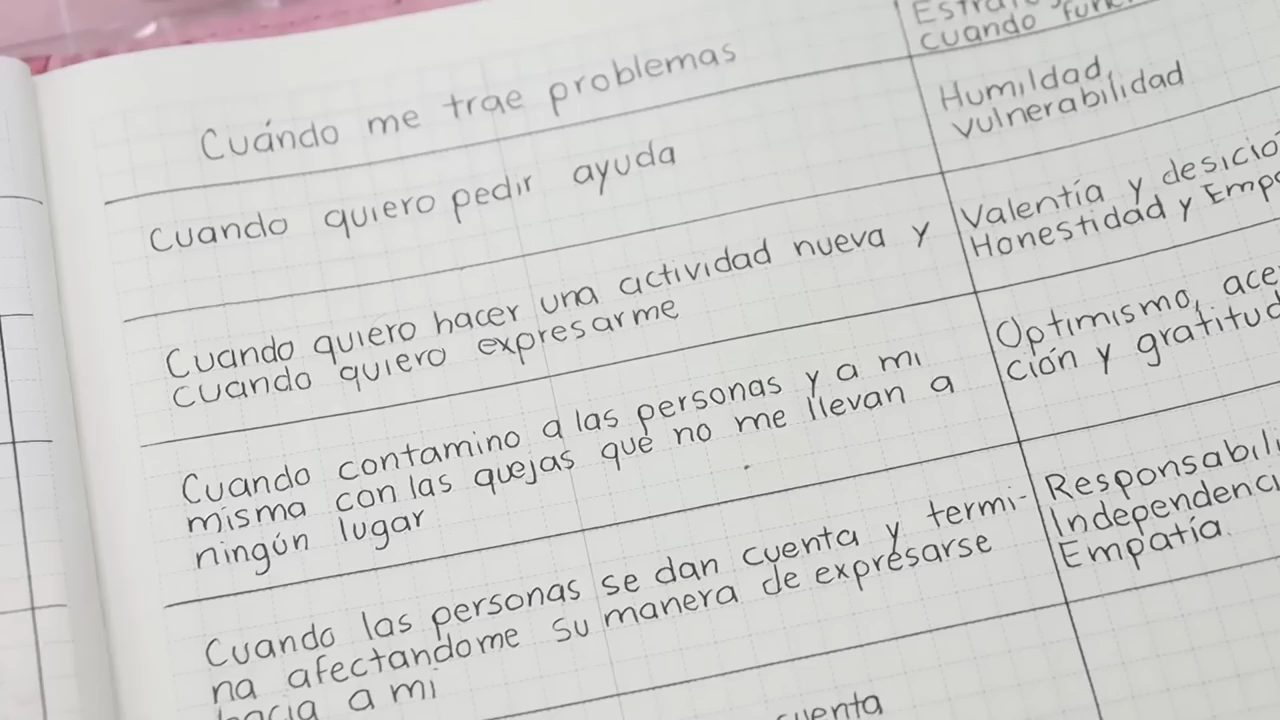 Cuándo me trae problemas
cuando
Cuando quiero pedir ayuda
Humildad,
vulnerabilidad
Cuando quiero hacer una actividad nueva y
cuando quiero expresarme
Valentía y
Honestidad y
Cuando contamino a las personas y a mi
misma con las quejas que no me llevan a
ningún lugar
Optimismo,
ción y
Cuando las personas se dan cuenta y termi-
na afectandome su manera de expresarse
hacia a mi
Empatía.
cuenta